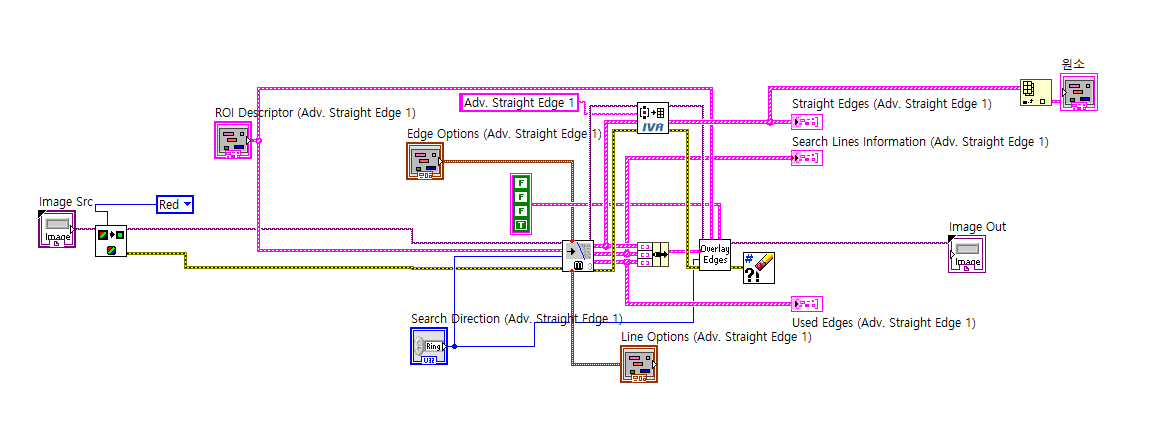 원소
Adv. Straight Edge 1
Straight Edges (Adv. Straight Edge 1)
ROI Descriptor (Adv. Straight Edge 1)
IVA
Edge Options (Adv. Straight Edge 1)
Search Lines Information (Adv. Straight Edge 1)
F
F
F
T
Image Src
Red
Image
Overlay
Edges
Image Out
Image
#
?!
Search Direction (Adv. Straight Edge 1)
Used Edges (Adv. Straight Edge 1)
Ring
U32
Line Options (Adv. Straight Edge 1)